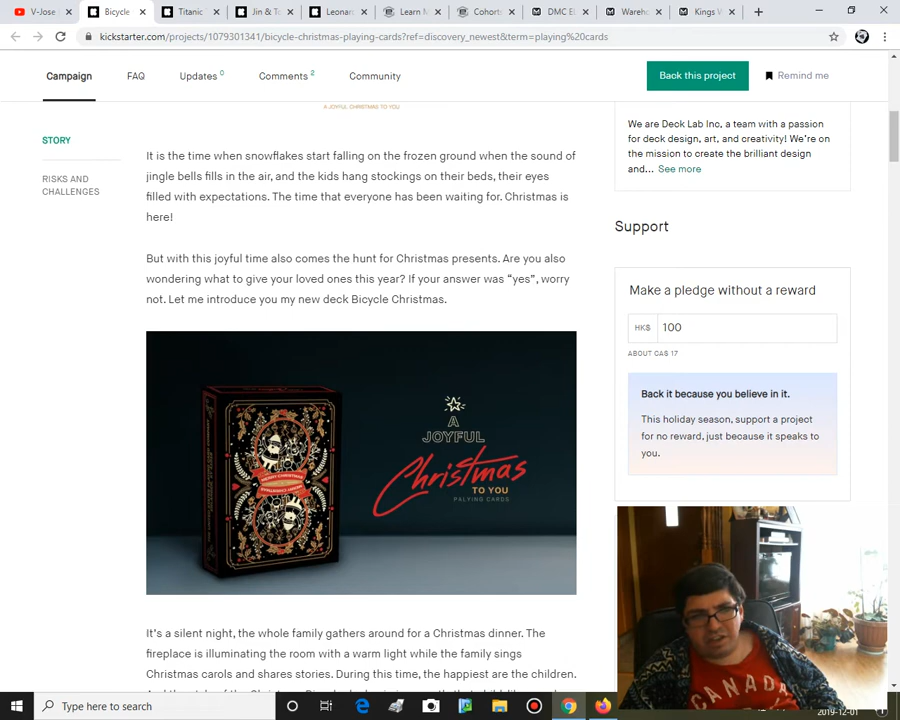 V-Jose
Bicycle
Titanic
Jin & To
Leonard
Learn M
Cohorts
DMC El
Wareho
Kings W
kickstarter.com/projects/1079301341/bicycle-christmas-playing-cards?ref=discovery_newest&term=playing%20cards
Campaign
FAQ
Updates 0
Comments 2
Community
Back this project
Remind me
A JOYFUL CHRISTMAS TO YOU
STORY
RISKS AND
CHALLENGES
It is the time when snowflakes start falling on the frozen ground when the sound of
jingle bells fills in the air, and the kids hang stockings on their beds, their eyes
filled with expectations. The time that everyone has been waiting for. Christmas is
here!
But with this joyful time also comes the hunt for Christmas presents. Are you also
wondering what to give your loved ones this year? If your answer was “yes”, worry
not. Let me introduce you my new deck Bicycle Christmas.
A
JOYFUL
Christmas
TO YOU
PALYING CARDS
It's a silent night, the whole family gathers around for a Christmas dinner. The
fireplace is illuminating the room with a warm light while the family sings
Christmas carols and shares stories. During this time, the happiest are the children.
We are Deck Lab Inc, a team with a passion
for deck design, art, and creativity! We're on
the mission to create the brilliant design
and... See more
Support
Make a pledge without a reward
HK$ 100
ABOUT CA$ 17
Back it because you believe in it.
This holiday season, support a project
for no reward, just because it speaks to
you.
CANADA
Type here to search
2019-12-01